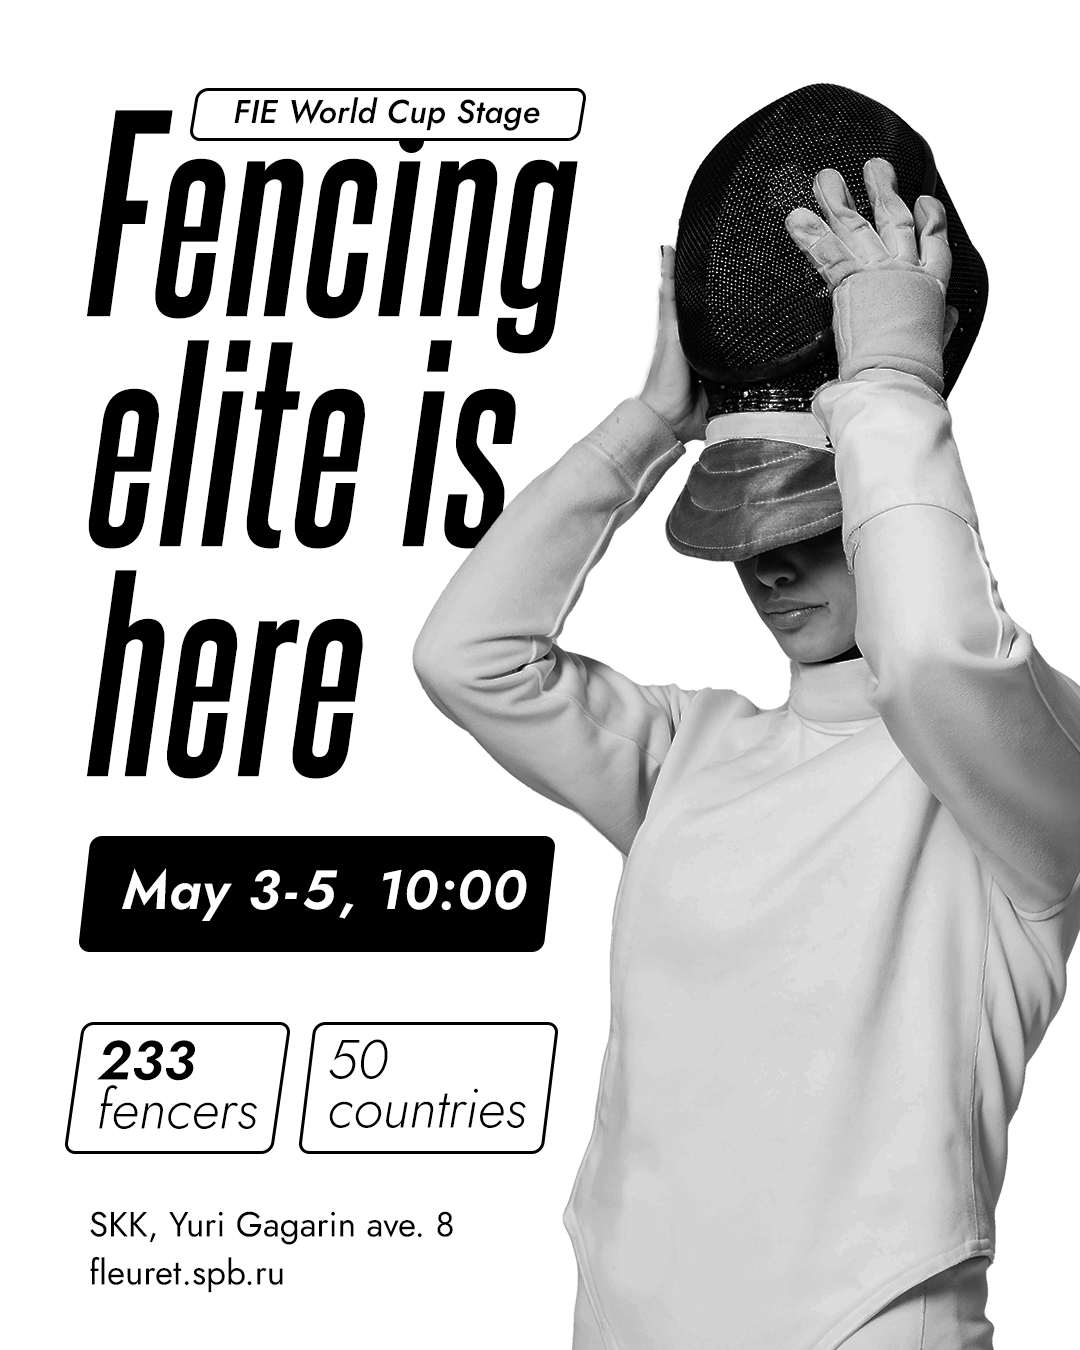 FIE World Cup Stage
Fencing
elite is
here
May 3-5, 10:00
233
fencers
50
countries
SKK, Yuri Gagarin ave. 8
fleuret.spb.ru